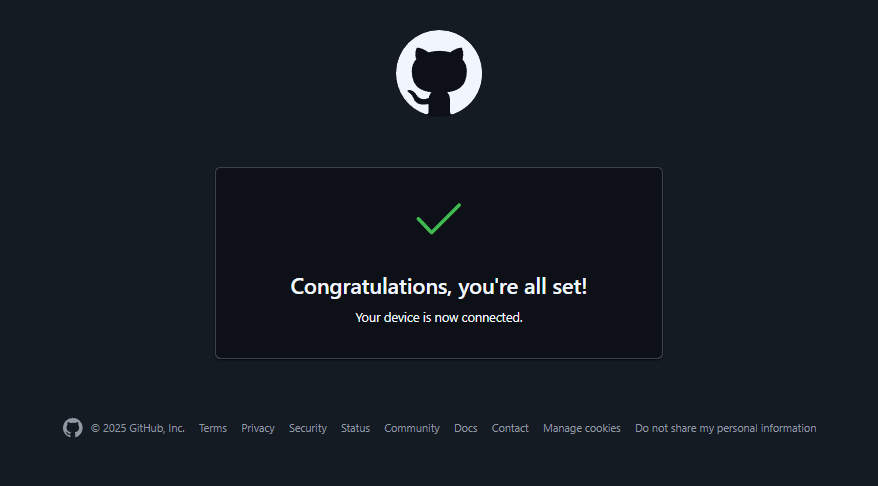 Congratulations, you're all set!
Your device is now connected.
© 2025 GitHub, Inc. Terms Privacy Security Status Community Docs Contact Manage cookies Do not share my personal information